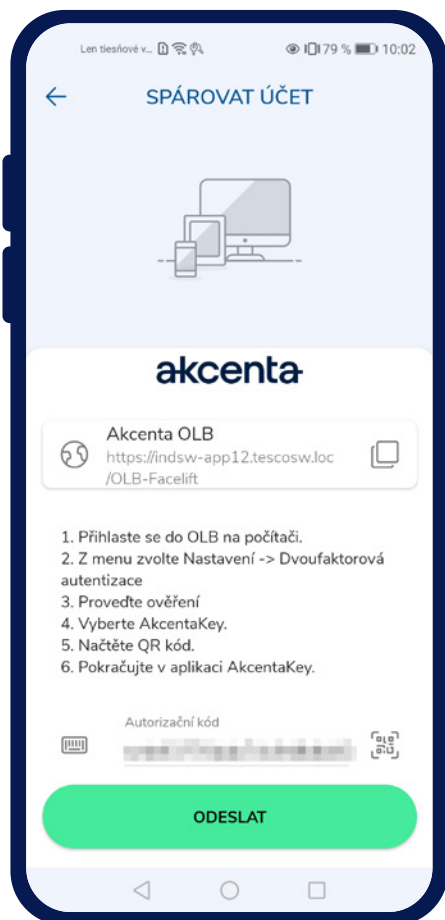 Len tiesňové v... 79 % 10:02
SPÁROVAT ÚČET
akcenta
Akcenta OLB
https://indsw-app12.tescosw.loc
/OLB-Facelift
1. Přihlaste se do OLB na počítači.
2. Z menu zvolte Nastavení -> Dvoufaktorová
autentizace
3. Proveďte ověření
4. Vyberte AkcentaKey.
5. Načtěte QR kód.
6. Pokračujte v aplikaci AkcentaKey.
Autorizační kód
ODESLAT